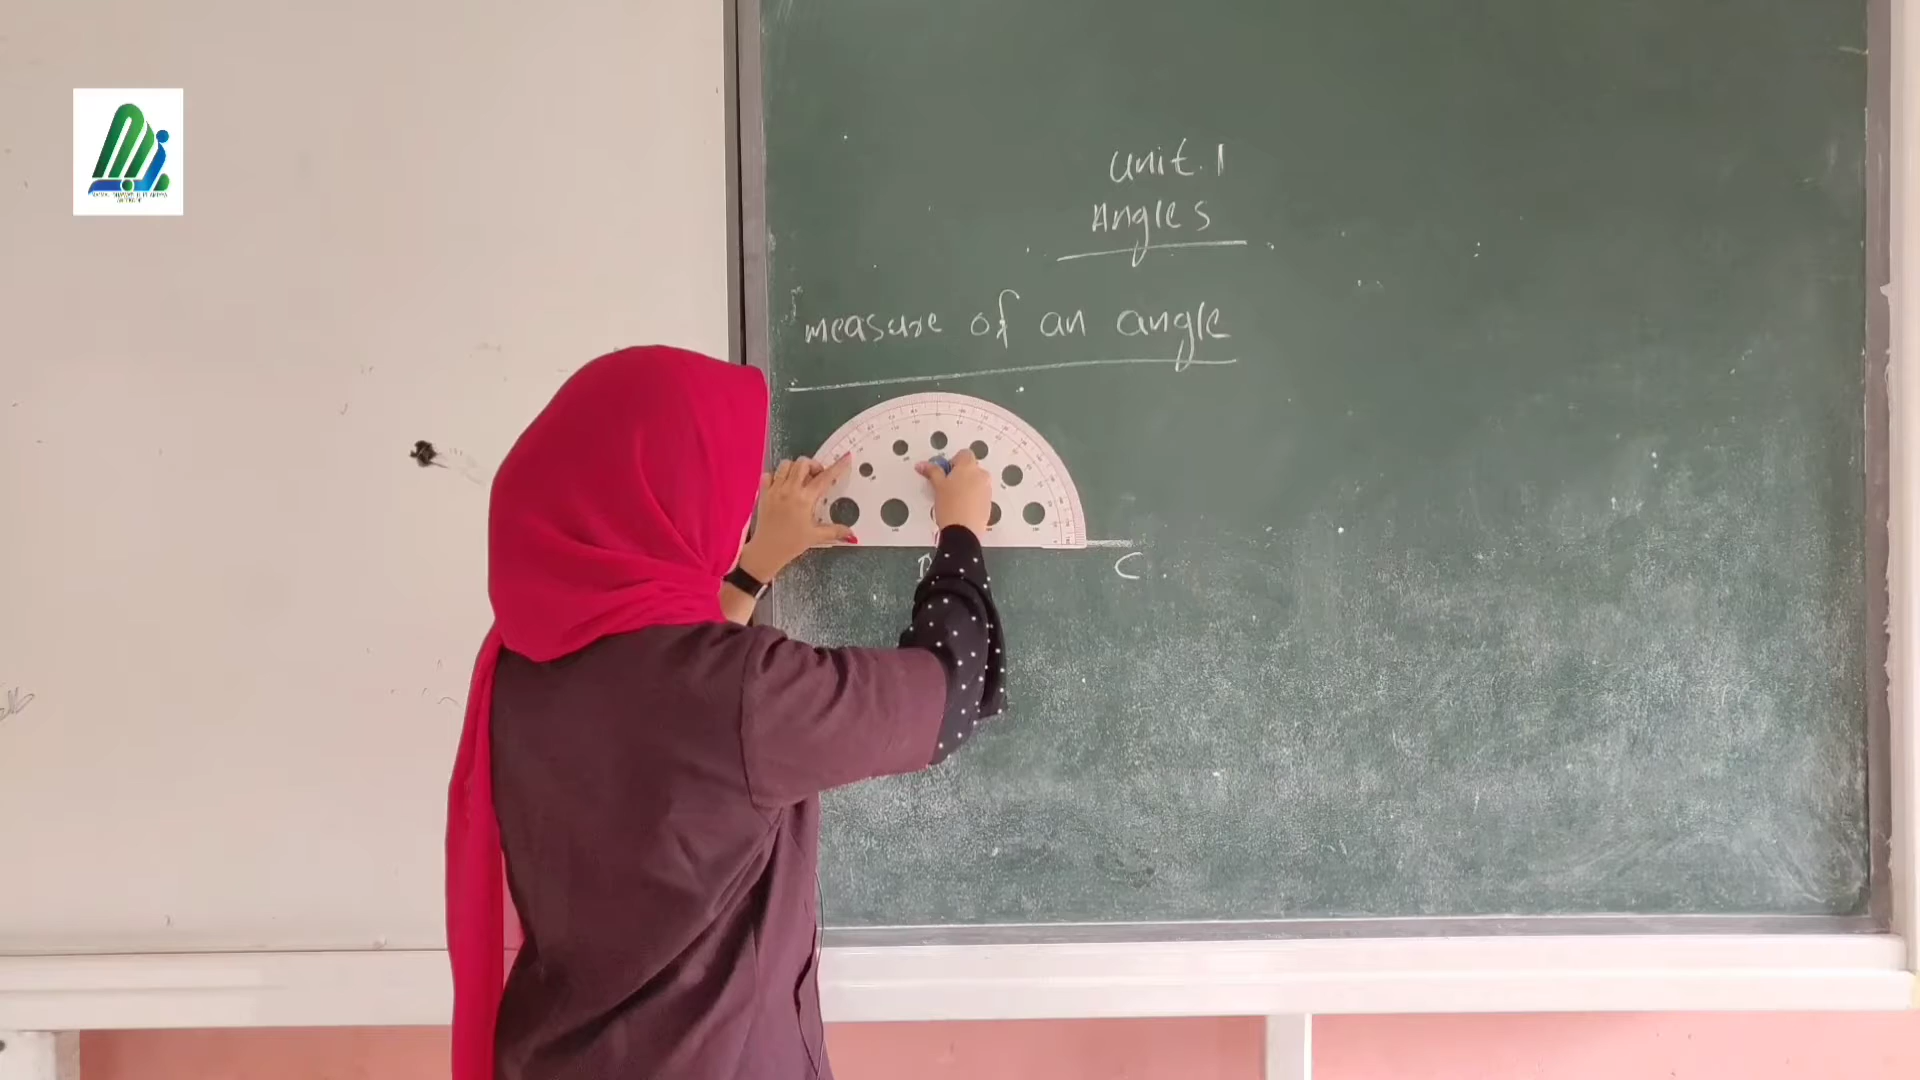 Unit. 1
Angles
measure of an angle
C